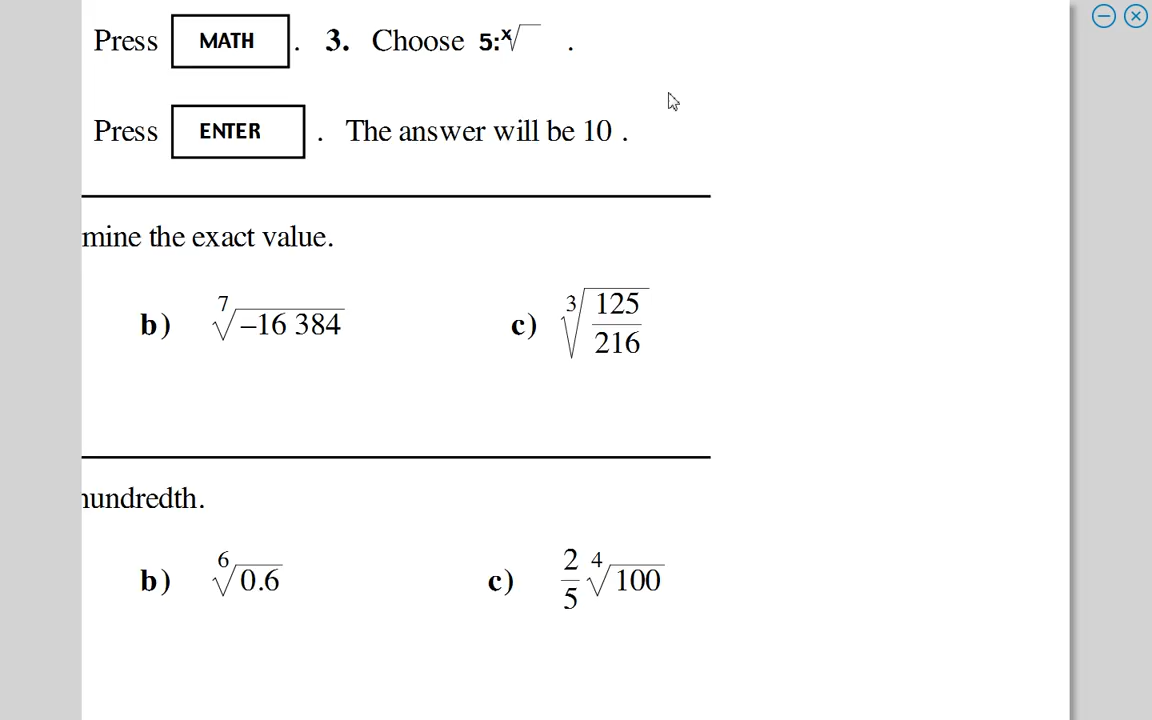 Press MATH . 3. Choose 5:ˣ√ .
Press ENTER . The answer will be 10 .
mine the exact value.
b) ⁷√–16 384 c) ³√125/216
hundredth.
b) ⁶√0.6 c) 2/5 ⁴√100